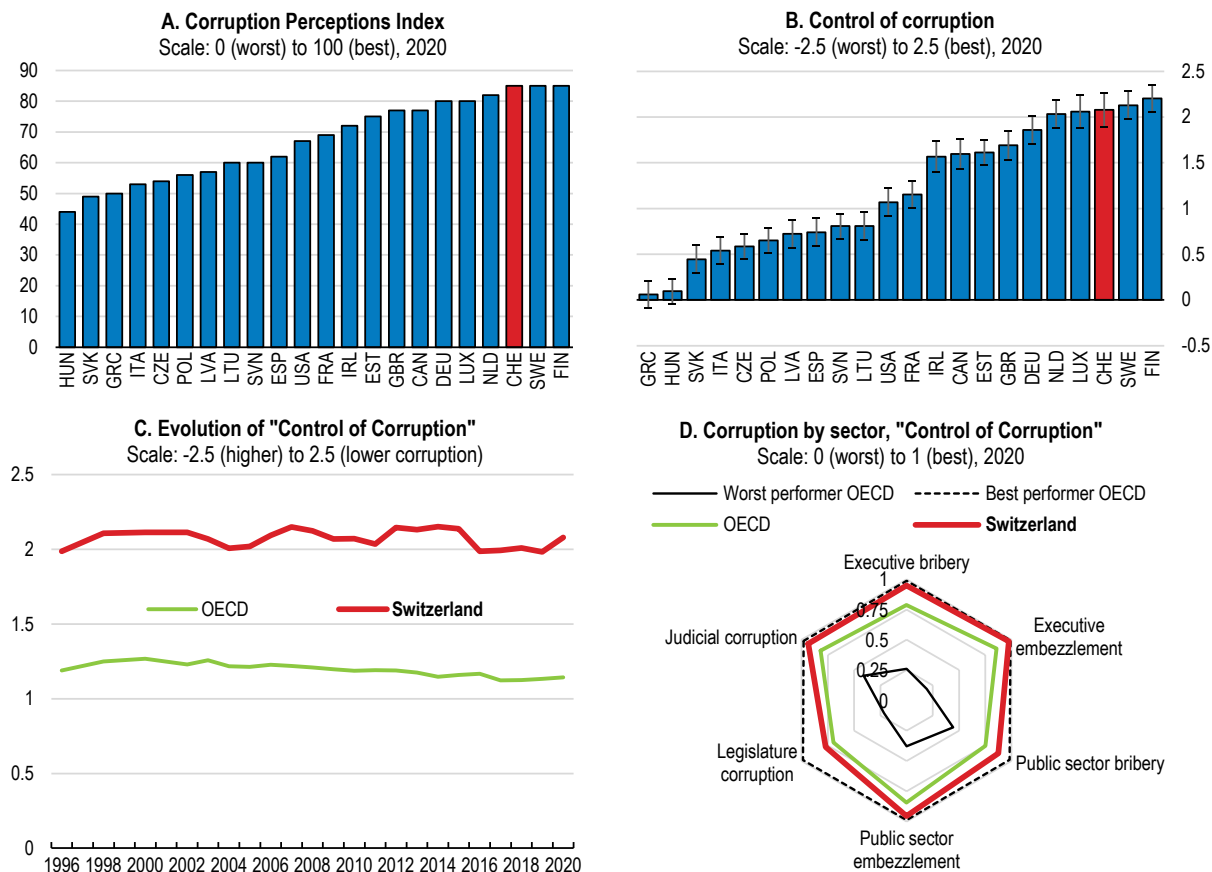 A. Corruption Perceptions Index
Scale: 0 (worst) to 100 (best), 2020
90
80
70
60
50
40
30
20
10
0
HUN
SVK
GRC
ITA
CZE
POL
LVA
LTU
SVN
ESP
USA
FRA
IRL
EST
GBR
CAN
DEU
LUX
NLD
CHE
SWE
FIN
B. Control of corruption
Scale: -2.5 (worst) to 2.5 (best), 2020
2.5
2
1.5
1
0.5
0
-0.5
GRC
HUN
SVK
ITA
CZE
POL
LVA
ESP
SVN
LTU
USA
FRA
IRL
CAN
EST
GBR
DEU
NLD
LUX
CHE
SWE
FIN
C. Evolution of "Control of Corruption"
Scale: -2.5 (higher) to 2.5 (lower corruption)
2.5
2
1.5
1
0.5
0
OECD
Switzerland
1996 1998 2000 2002 2004 2006 2008 2010 2012 2014 2016 2018 2020
D. Corruption by sector, "Control of Corruption"
Scale: 0 (worst) to 1 (best), 2020
Worst performer OECD
Best performer OECD
OECD
Switzerland
Executive bribery
1
0.75
0.5
0.25
0
Executive
embezzlement
Public sector bribery
Public sector
embezzlement
Legislature
corruption
Judicial corruption